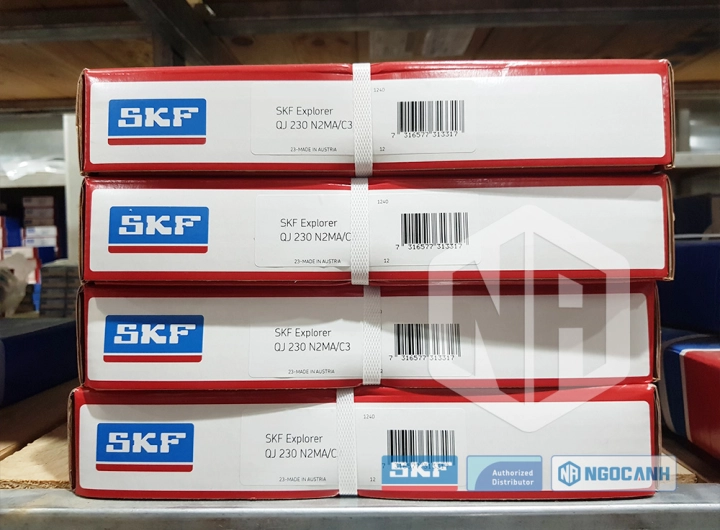 SKF
SKF Explorer
QJ 230 N2MA/C3
1240
7 316577 313317
23-MADE IN AUSTRIA
12
SKF
SKF Explorer
QJ 230 N2MA/C
1240
7 316577 313317
23-MADE IN AUSTRIA
12
SKF
SKF Explorer
QJ 230 N2MA/C3
7 316577 313317
23-MADE IN AUSTRIA
SKF
SKF Explorer
QJ 230 N2MA/C
1240
23-MADE IN AUSTRIA
12
NA
SKF
Authorized
Distributor
NA NGOCANH